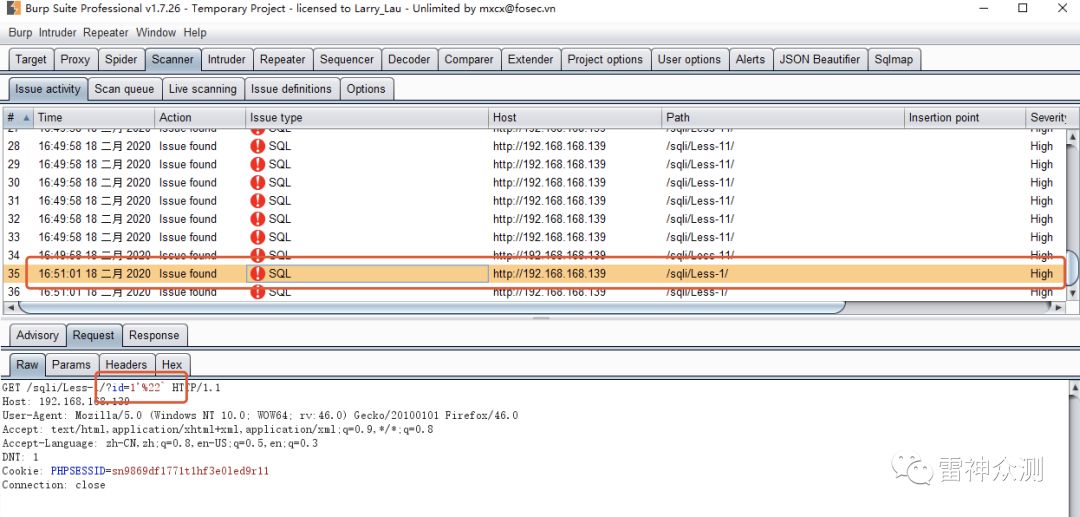 Burp Suite Professional v1.7.26 - Temporary Project - licensed to Larry_Lau - Unlimited by mxcx@fosec.vn
Burp Intruder Repeater Window Help
Target Proxy Spider Scanner Intruder Repeater Sequencer Decoder Comparer Extender Project options User options Alerts JSON Beautifier Sqlmap
Issue activity Scan queue Live scanning Issue definitions Options
# Time Action Issue type Host Path Insertion point Severity
27 16:49:58 18 二月 2020 Issue found SQL http://192.168.168.139 /sqli/Less-11/ High
28 16:49:58 18 二月 2020 Issue found SQL http://192.168.168.139 /sqli/Less-11/ High
29 16:49:58 18 二月 2020 Issue found SQL http://192.168.168.139 /sqli/Less-11/ High
30 16:49:58 18 二月 2020 Issue found SQL http://192.168.168.139 /sqli/Less-11/ High
31 16:49:58 18 二月 2020 Issue found SQL http://192.168.168.139 /sqli/Less-11/ High
32 16:49:58 18 二月 2020 Issue found SQL http://192.168.168.139 /sqli/Less-11/ High
33 16:49:58 18 二月 2020 Issue found SQL http://192.168.168.139 /sqli/Less-11/ High
34 16:49:58 18 二月 2020 Issue found SQL http://192.168.168.139 /sqli/Less-11/ High
35 16:51:01 18 二月 2020 Issue found SQL http://192.168.168.139 /sqli/Less-1/ High
36 16:51:01 18 二月 2020 Issue found SQL http://192.168.168.139 /sqli/Less-1/ High
Advisory Request Response
Raw Params Headers Hex
GET /sqli/Less-1/?id=1'%22` HTTP/1.1
Host: 192.168.168.139
User-Agent: Mozilla/5.0 (Windows NT 10.0; WOW64; rv:46.0) Gecko/20100101 Firefox/46.0
Accept: text/html,application/xhtml+xml,application/xml;q=0.9,*/*;q=0.8
Accept-Language: zh-CN,zh;q=0.8,en-US;q=0.5,en;q=0.3
DNT: 1
Cookie: PHPSESSID=sn9869df1771t1hf3e01ed9r11
Connection: close
雷神众测